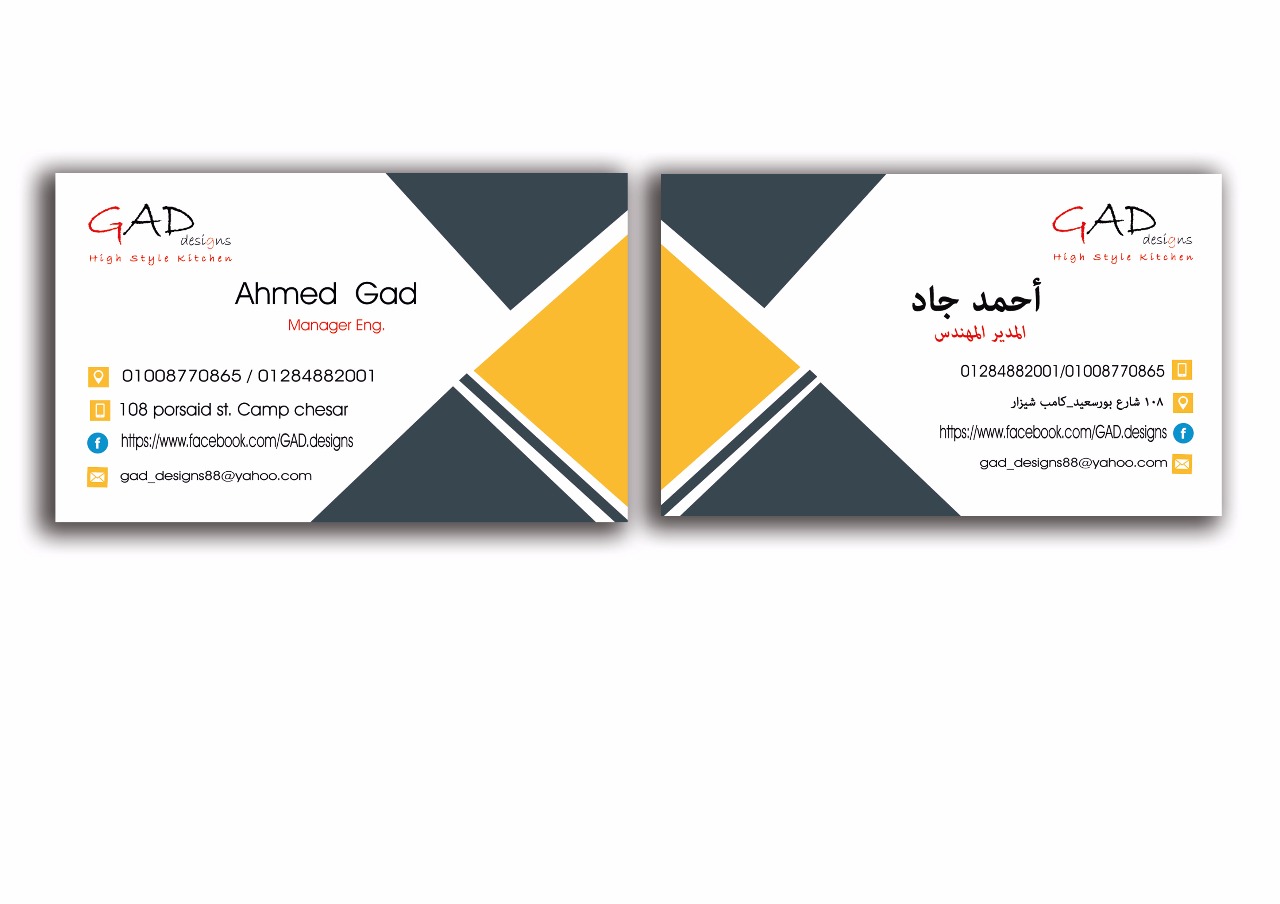 GAD
designs
High Style Kitchen
Ahmed Gad
Manager Eng.
01008770865 / 01284882001
108 porsaid st. Camp chesar
https://www.facebook.com/GAD.designs
gad_designs88@yahoo.com
GAD
designs
High Style Kitchen
أحمد جاد
المدير المهندس
01284882001/01008770865
١٠٨ شارع بورسعيد_كامب شيزار
https://www.facebook.com/GAD.designs
gad_designs88@yahoo.com